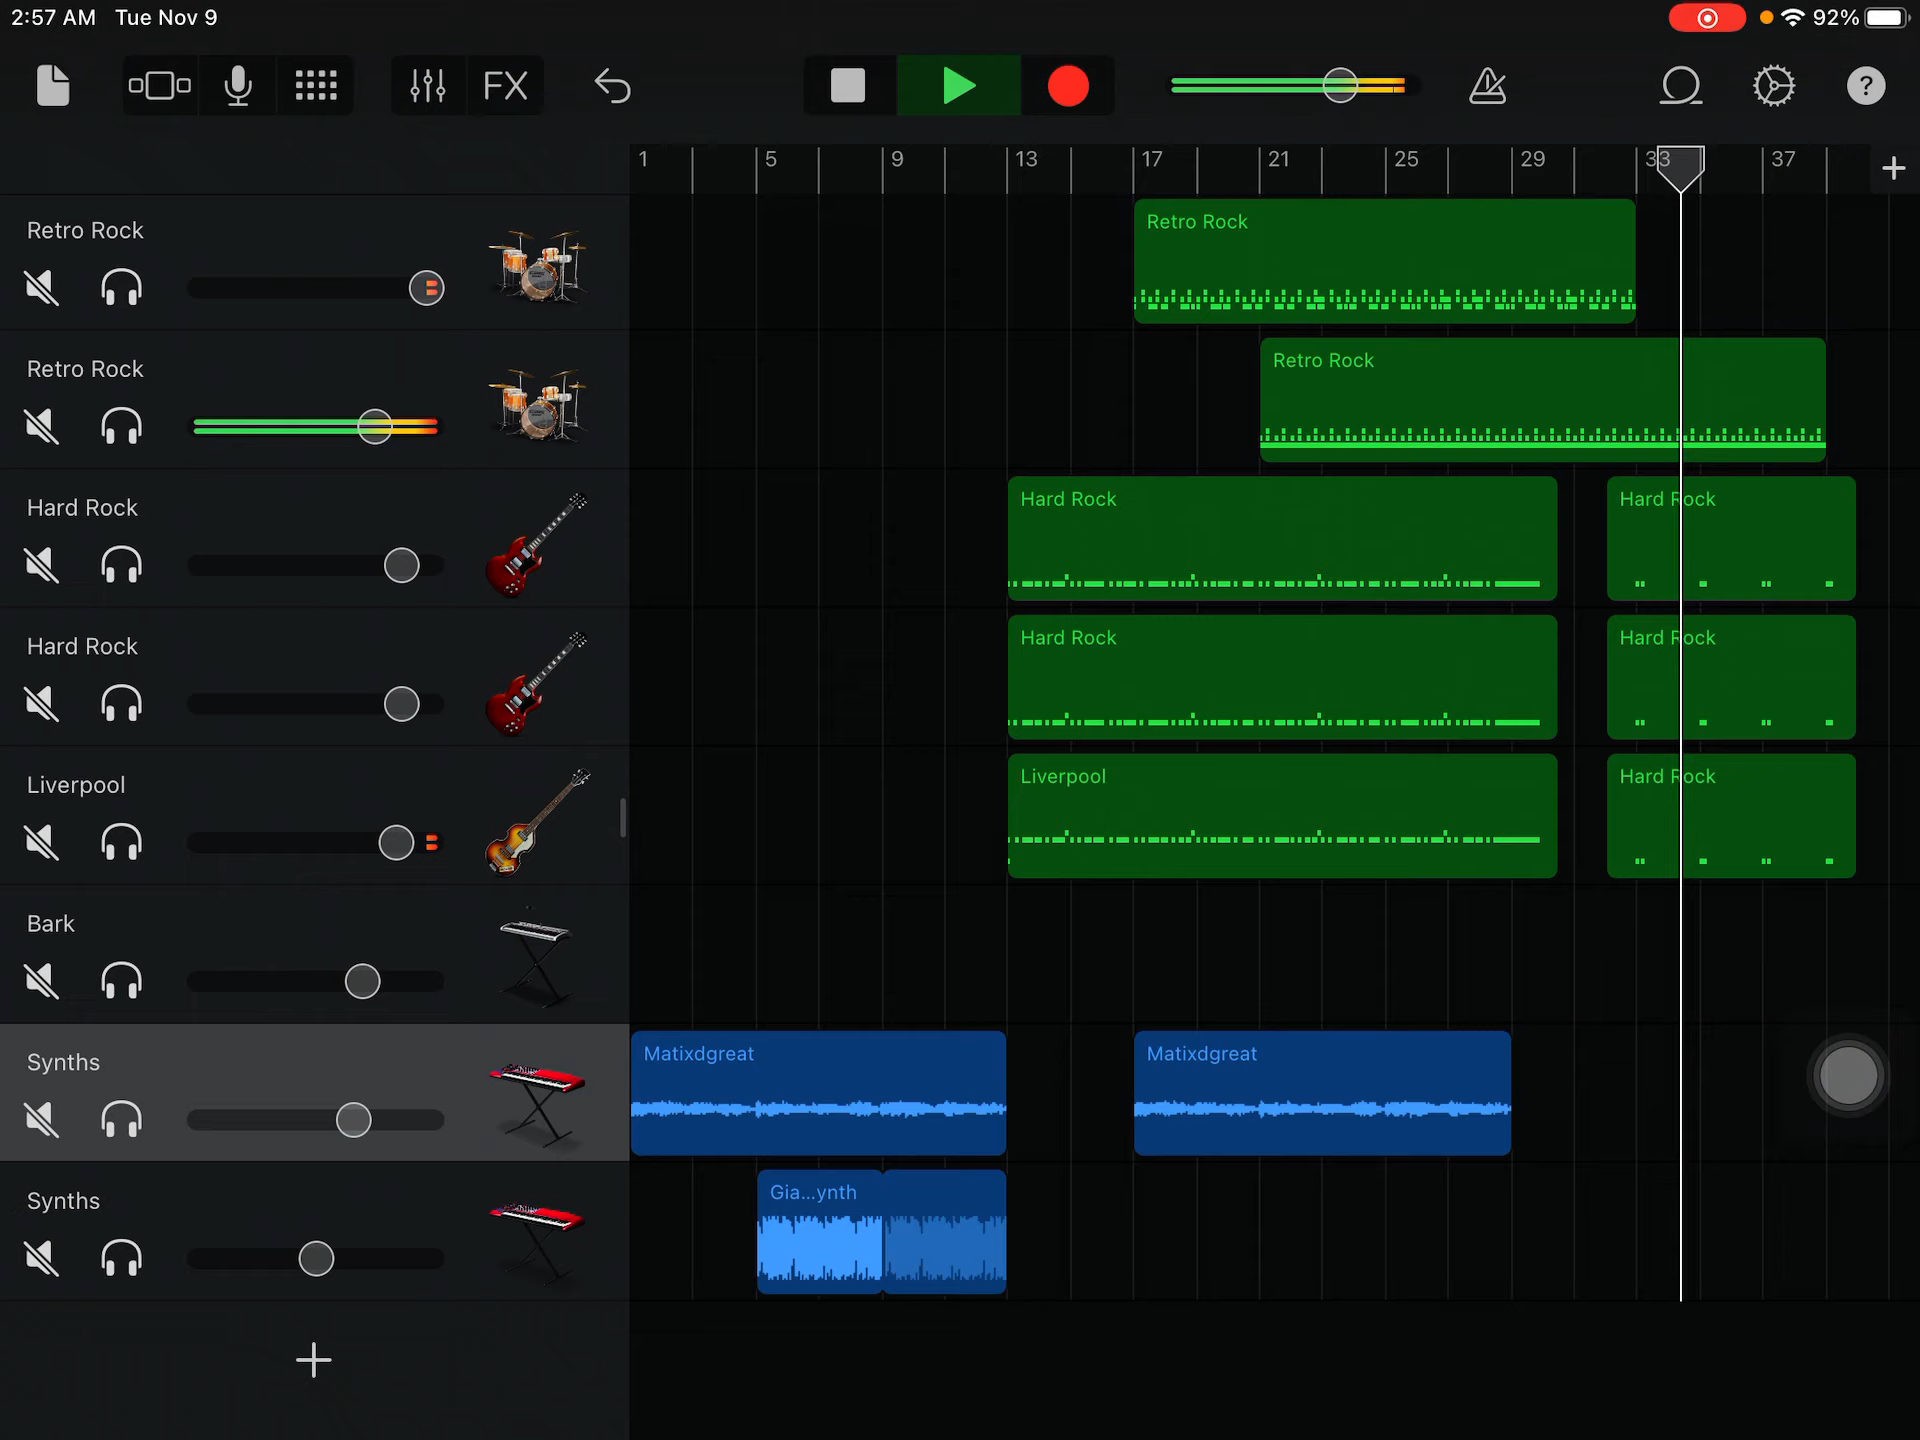 2:57 AM Tue Nov 9 92%
FX ?
1 5 9 13 17 21 25 29 33 37
Retro Rock
Retro Rock
Retro Rock
Retro Rock
Hard Rock
Hard Rock
Hard Rock
Hard Rock
Hard Rock
Hard Rock
Liverpool
Liverpool
Hard Rock
Bark
Synths
Matixdgreat
Matixdgreat
Synths
Gia...ynth